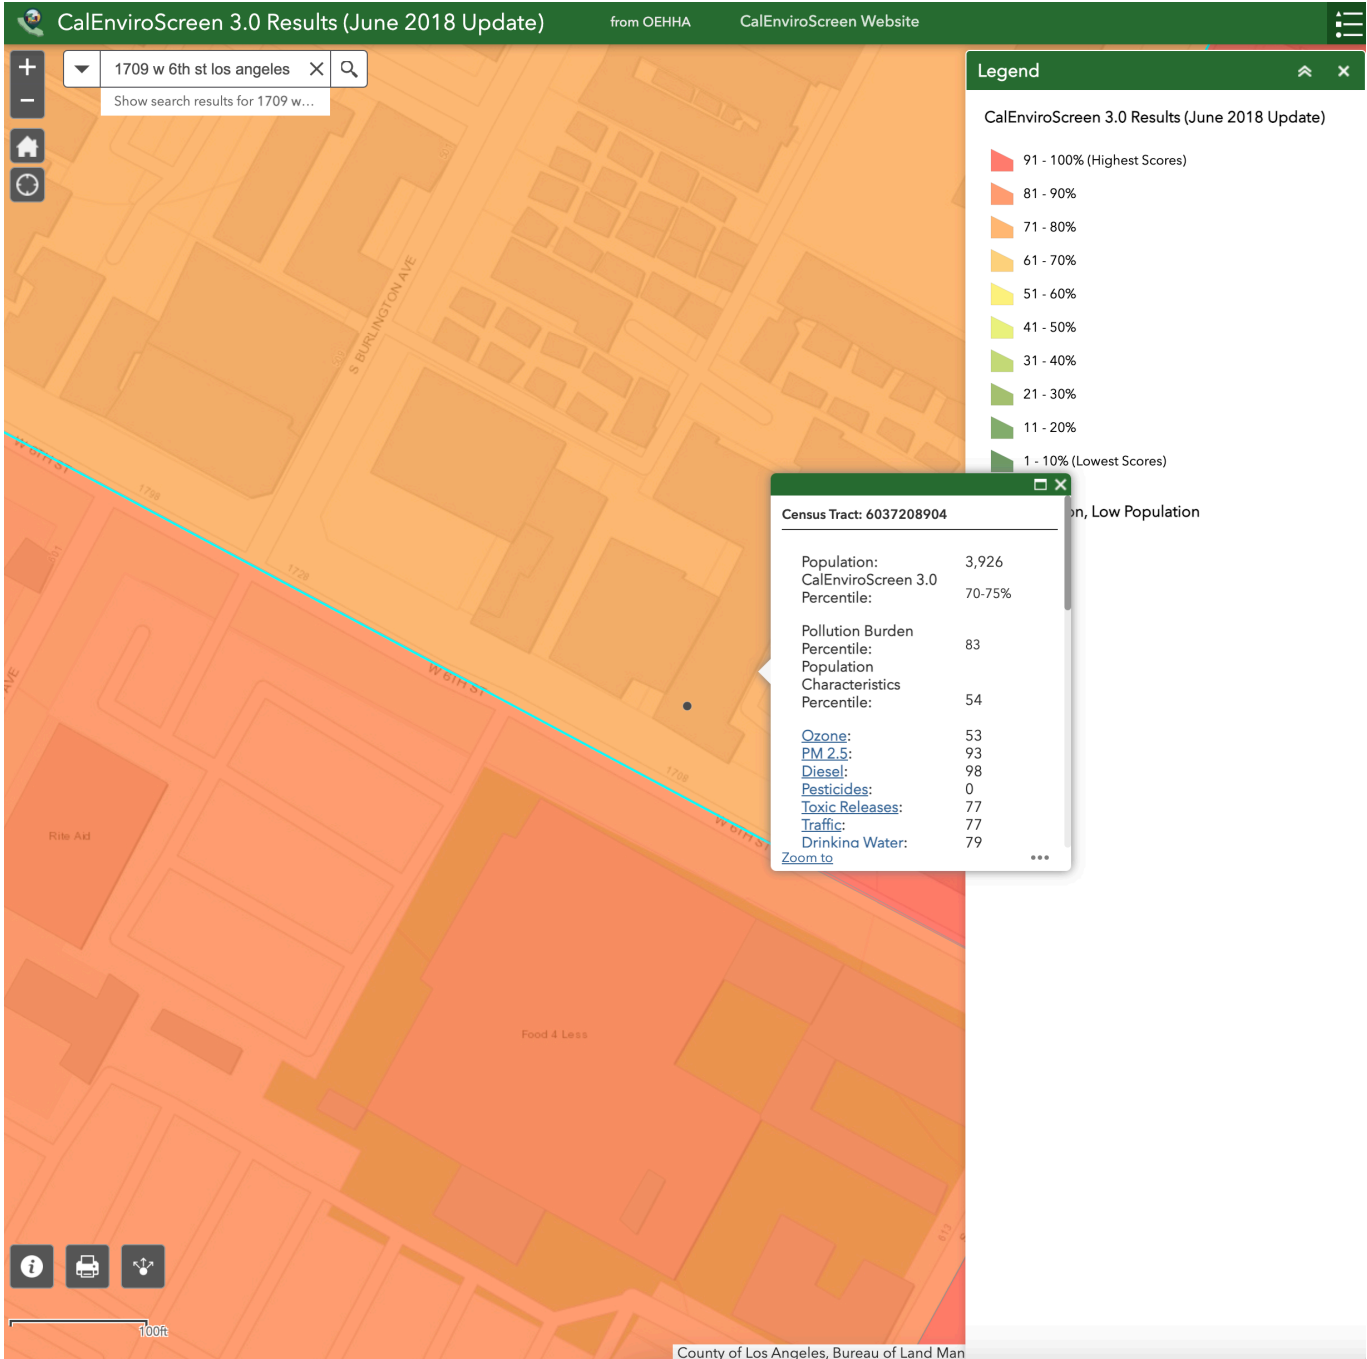 CalEnviroScreen 3.0 Results (June 2018 Update)
from OEHHA
CalEnviroScreen Website
1709 w 6th st los angeles
Show search results for 1709 w...
Legend
CalEnviroScreen 3.0 Results (June 2018 Update)
91 - 100% (Highest Scores)
81 - 90%
71 - 80%
61 - 70%
51 - 60%
41 - 50%
31 - 40%
21 - 30%
11 - 20%
1 - 10% (Lowest Scores)
on, Low Population
Census Tract: 6037208904
Population: 3,926
CalEnviroScreen 3.0
Percentile: 70-75%
Pollution Burden
Percentile: 83
Population
Characteristics
Percentile: 54
Ozone: 53
PM 2.5: 93
Diesel: 98
Pesticides: 0
Toxic Releases: 77
Traffic: 77
Drinking Water: 79
Zoom to
S BURLINGTON AVE
W 6TH ST
1798
1728
W 6TH ST
1708
W 6TH ST
AVE
Rite Aid
Food 4 Less
613
100ft
County of Los Angeles, Bureau of Land Man